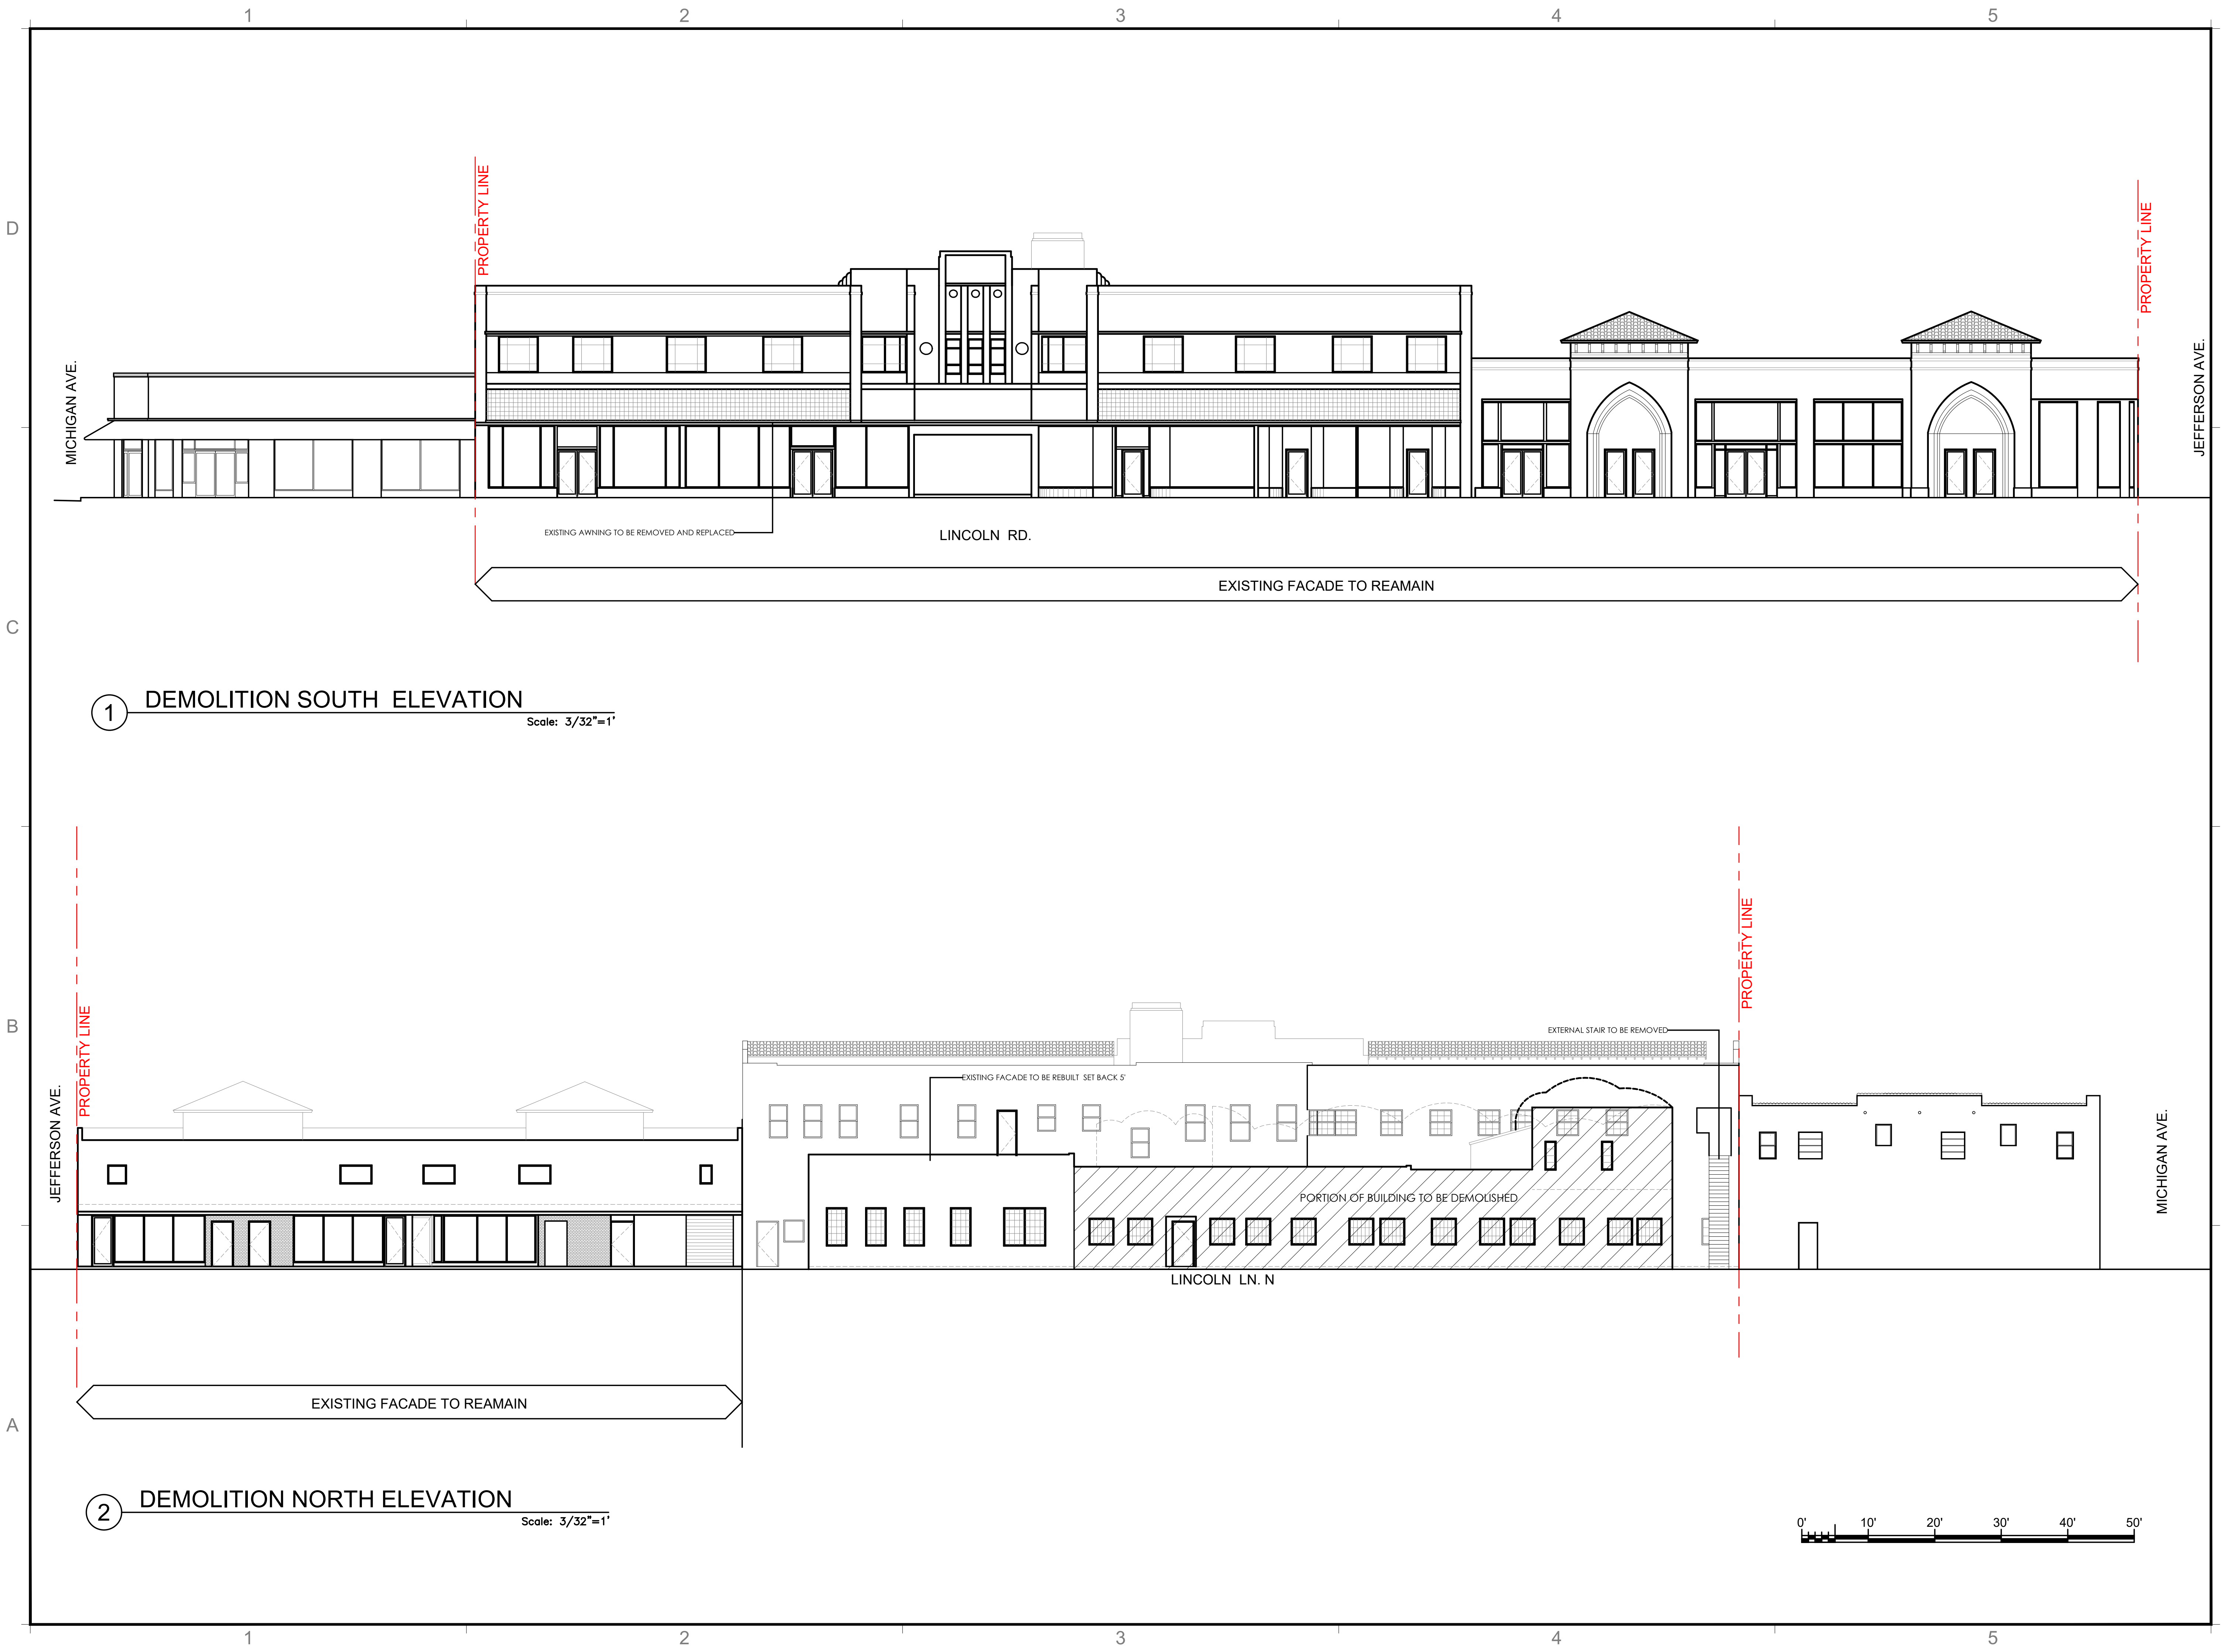 1 2 3 4 5
D
C
B
A
PROPERTY LINE
PROPERTY LINE
MICHIGAN AVE.
JEFFERSON AVE.
EXISTING AWNING TO BE REMOVED AND REPLACED
LINCOLN RD.
EXISTING FACADE TO REAMAIN
1 DEMOLITION SOUTH ELEVATION
Scale: 3/32"=1'
PROPERTY LINE
PROPERTY LINE
EXTERNAL STAIR TO BE REMOVED
EXISTING FACADE TO BE REBUILT SET BACK 5'
JEFFERSON AVE.
MICHIGAN AVE.
PORTION OF BUILDING TO BE DEMOLISHED
LINCOLN LN. N
EXISTING FACADE TO REAMAIN
2 DEMOLITION NORTH ELEVATION
Scale: 3/32"=1'
0' 10' 20' 30' 40' 50'
1 2 3 4 5